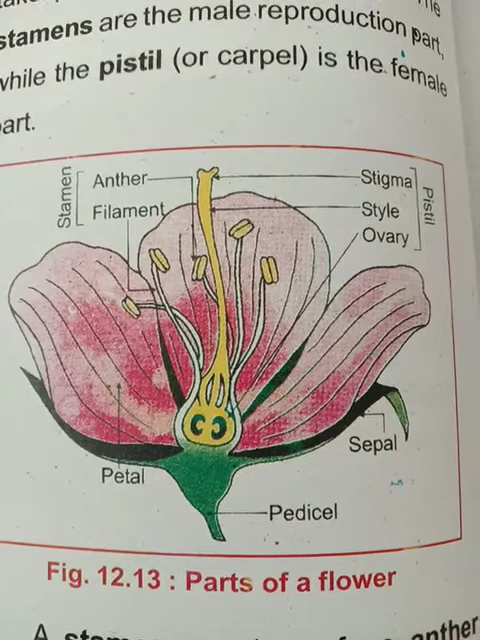 The
stamens are the male reproduction part,
while the pistil (or carpel) is the female
part.
Stamen
Anther
Filament
Stigma
Style
Ovary
Pistil
Sepal
Petal
Pedicel
Fig. 12.13 : Parts of a flower
A anther